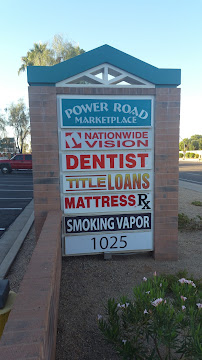 POWER ROAD
MARKETPLACE
NATIONWIDE
VISION
DENTIST
TITLE LOANS
MATTRESS Rx
SMOKING VAPOR
1025